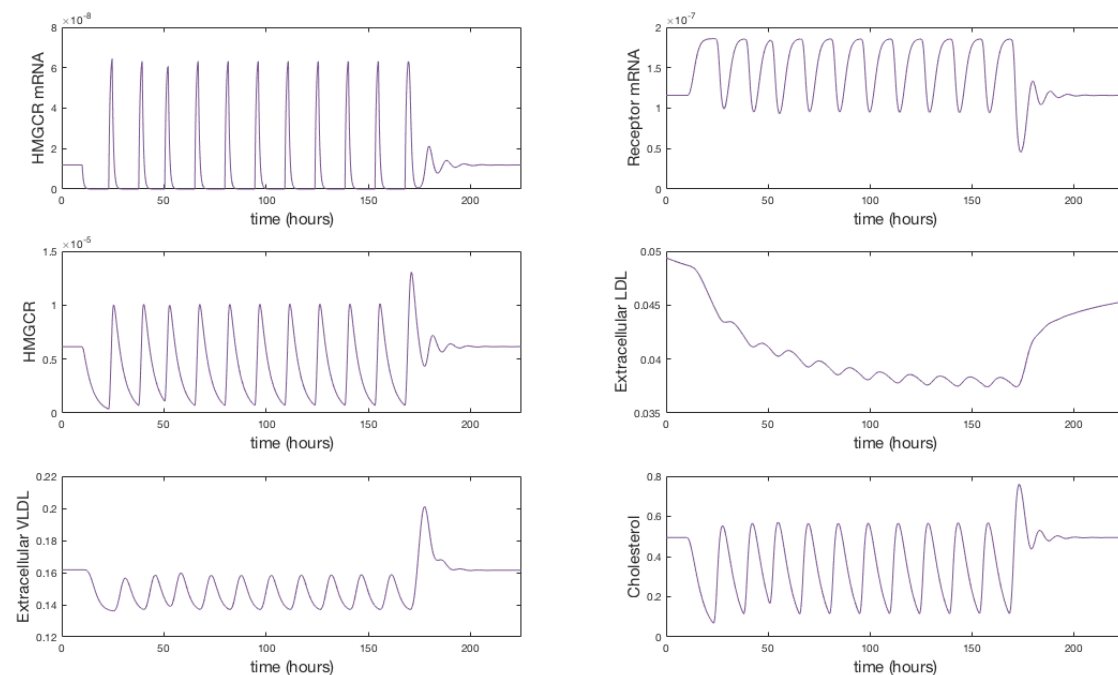 ×10⁻⁸
8
6
4
2
0
HMGCR mRNA
0 50 100 150 200
time (hours)
×10⁻⁷
2
1.5
1
0.5
0
Receptor mRNA
0 50 100 150 200
time (hours)
×10⁻⁵
1.5
1
0.5
0
HMGCR
0 50 100 150 200
time (hours)
0.05
0.045
0.04
0.035
Extracellular LDL
0 50 100 150 200
time (hours)
0.22
0.2
0.18
0.16
0.14
0.12
Extracellular VLDL
0 50 100 150 200
time (hours)
0.8
0.6
0.4
0.2
0
Cholesterol
0 50 100 150 200
time (hours)